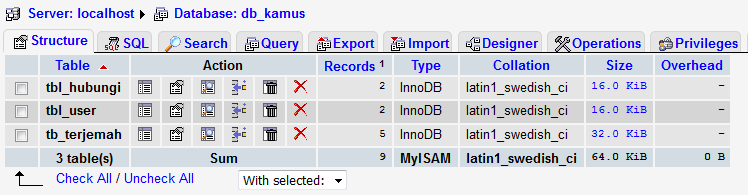 Server: localhost Database: db_kamus
Structure SQL Search Query Export Import Designer Operations Privileges
Table Action Records 1 Type Collation Size Overhead
tbl_hubungi 2 InnoDB latin1_swedish_ci 16.0 KiB -
tbl_user 2 InnoDB latin1_swedish_ci 16.0 KiB -
tb_terjemah 5 InnoDB latin1_swedish_ci 32.0 KiB -
3 table(s) Sum 9 MyISAM latin1_swedish_ci 64.0 KiB 0 B
Check All / Uncheck All With selected: